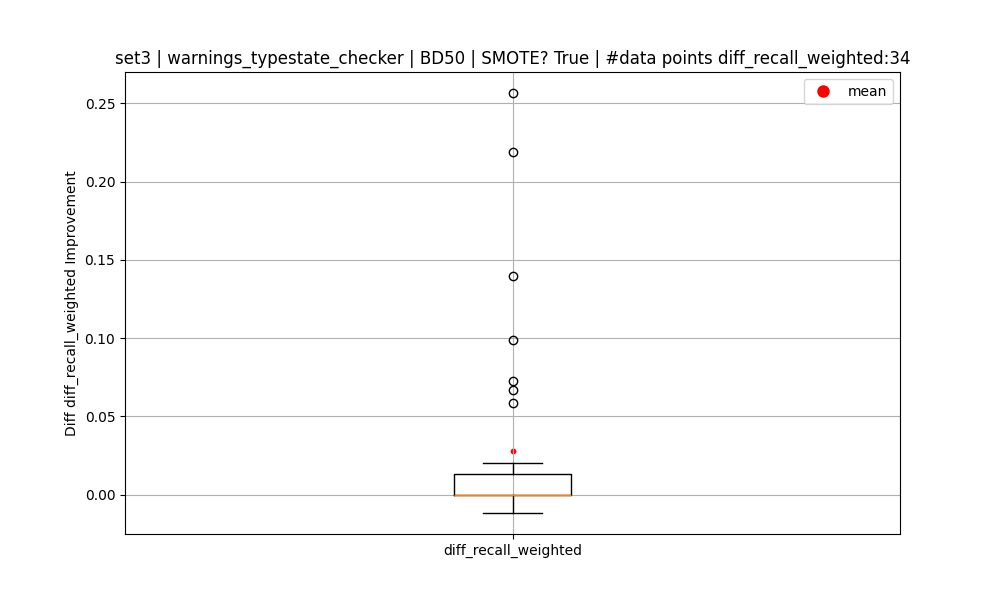 set3 | warnings_typestate_checker | BD50 | SMOTE? True | #data points diff_recall_weighted:34
mean
Diff diff_recall_weighted Improvement
0.25
0.20
0.15
0.10
0.05
0.00
diff_recall_weighted